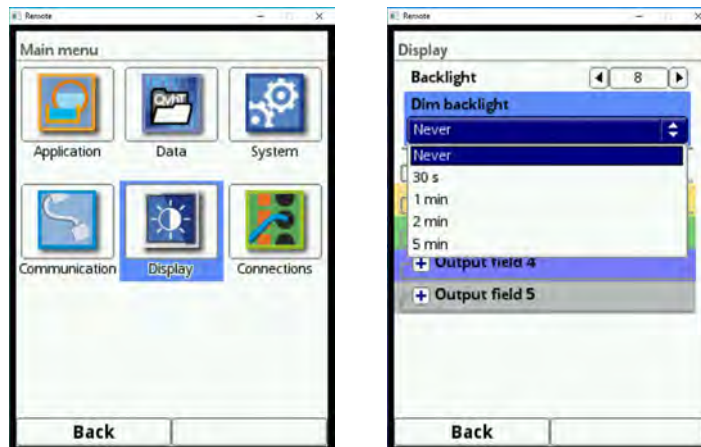 Remote
Main menu
QVHT
Application
Data
System
Communication
Display
Connections
Back
Remote
Display
Backlight
8
Dim backlight
Never
Never
30 s
1 min
2 min
5 min
Output field 4
Output field 5
Back